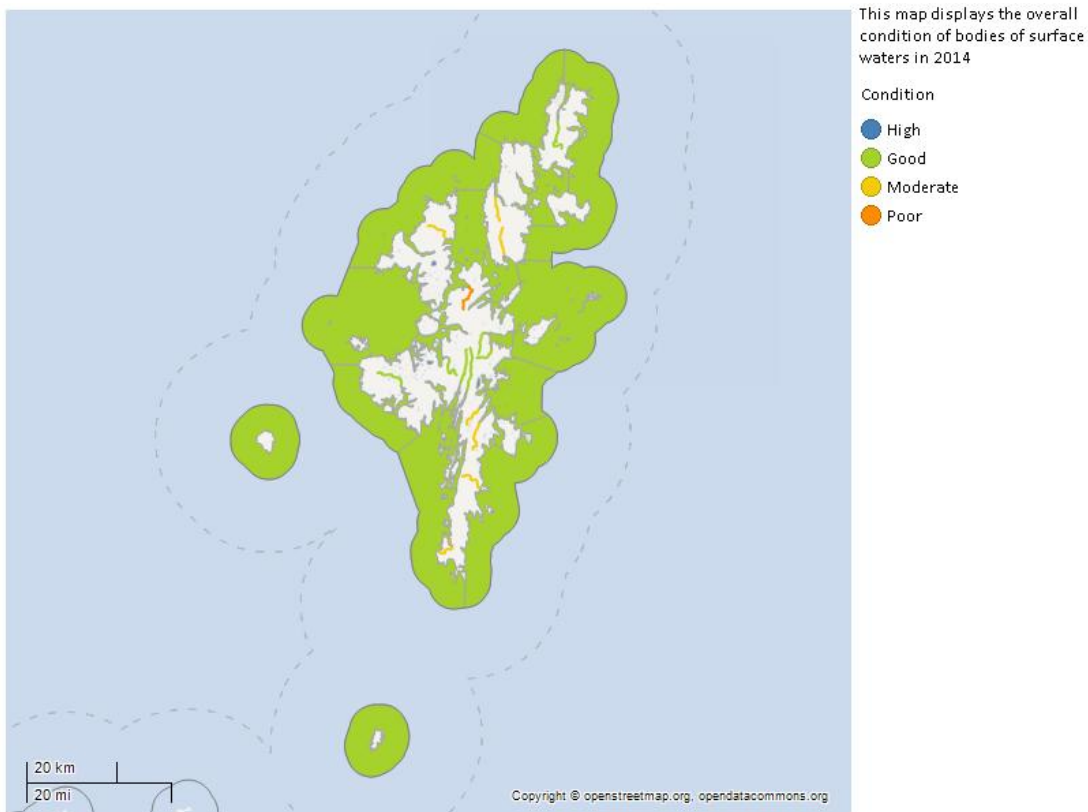 This map displays the overall
condition of bodies of surface
waters in 2014
Condition
High
Good
Moderate
Poor
20 km
20 mi
Copyright © openstreetmap.org, opendatacommons.org